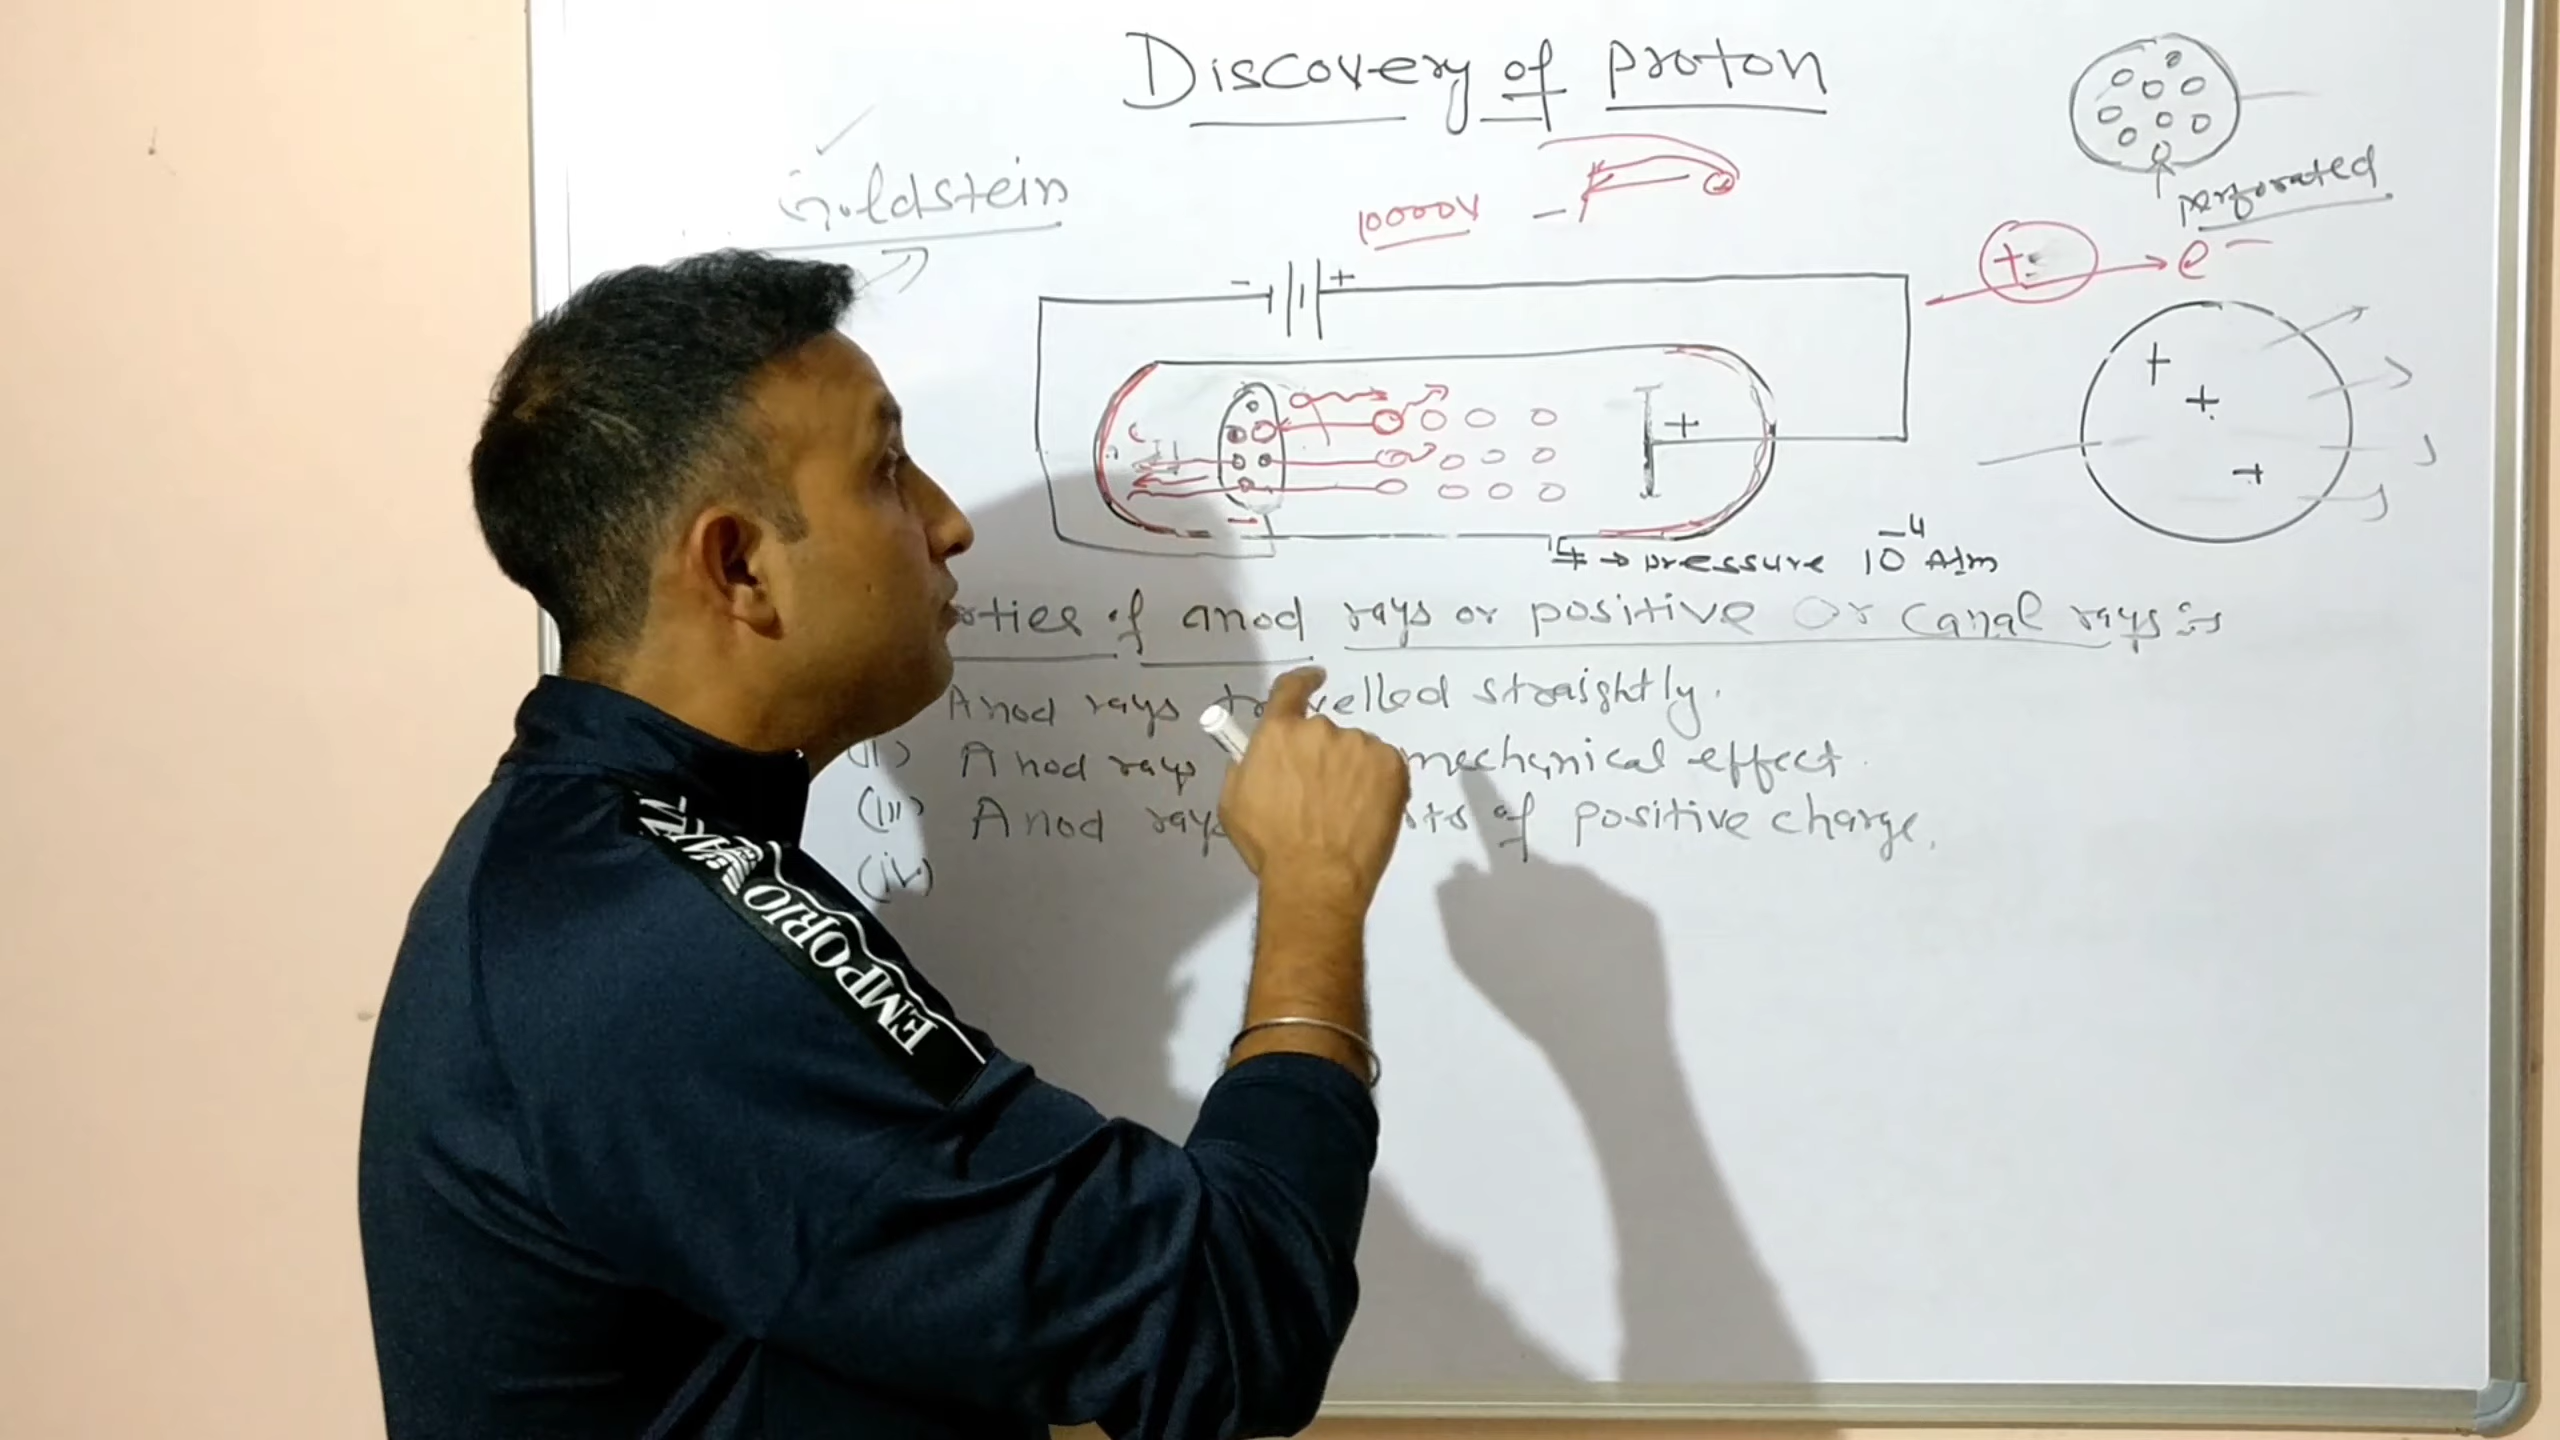 Discovery of proton
Goldstein
perforated
10000V
e⁻
- +
+
+
+
+
+
-
→ pressure 10⁻⁴ Atm
of anod rays or positive Or Canal rays :-
Anod rays travelled straightly.
(ii) Anod rays mechanical effect.
(iii) Anod rays of positive charge.
(iv)
EMPORIO